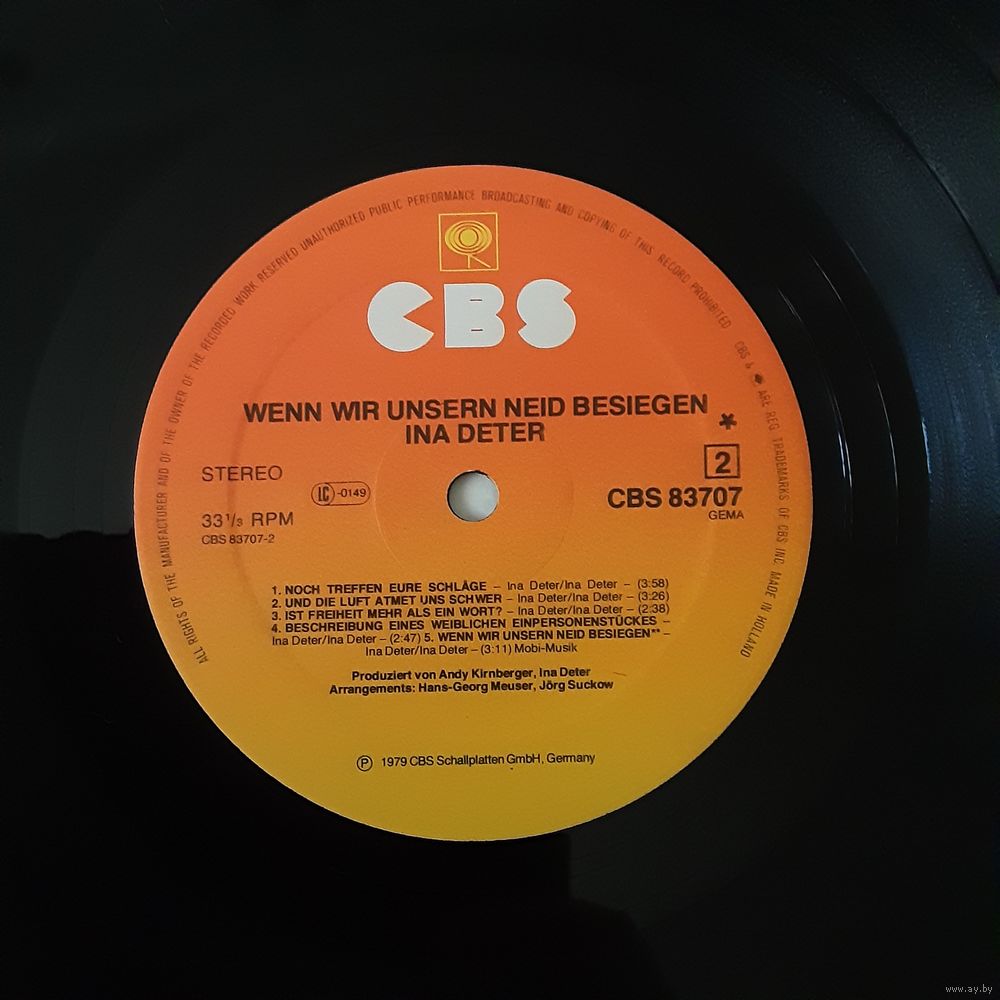 ALL RIGHTS OF THE MANUFACTURER AND OF THE OWNER OF THE RECORDED WORK RESERVED UNAUTHORIZED PUBLIC PERFORMANCE BROADCASTING AND COPYING OF THIS RECORD PROHIBITED CBS & ARE REG. TRADEMARKS OF CBS INC. MADE IN HOLLAND
CBS
WENN WIR UNSERN NEID BESIEGEN
INA DETER
*
STEREO
2
LC -0149
CBS 83707
GEMA
33 1/3 RPM
CBS 83707-2
1. NOCH TREFFEN EURE SCHLÄGE – Ina Deter/Ina Deter – (3:58)
2. UND DIE LUFT ATMET UNS SCHWER – Ina Deter/Ina Deter – (3:26)
3. IST FREIHEIT MEHR ALS EIN WORT? – Ina Deter/Ina Deter – (2:38)
4. BESCHREIBUNG EINES WEIBLICHEN EINPERSONENSTÜCKES –
Ina Deter/Ina Deter – (2:47) 5. WENN WIR UNSERN NEID BESIEGEN** –
Ina Deter/Ina Deter – (3:11) Mobi-Musik
Produziert von Andy Kirnberger, Ina Deter
Arrangements: Hans-Georg Meuser, Jörg Suckow
℗ 1979 CBS Schallplatten GmbH, Germany
www.ay.by